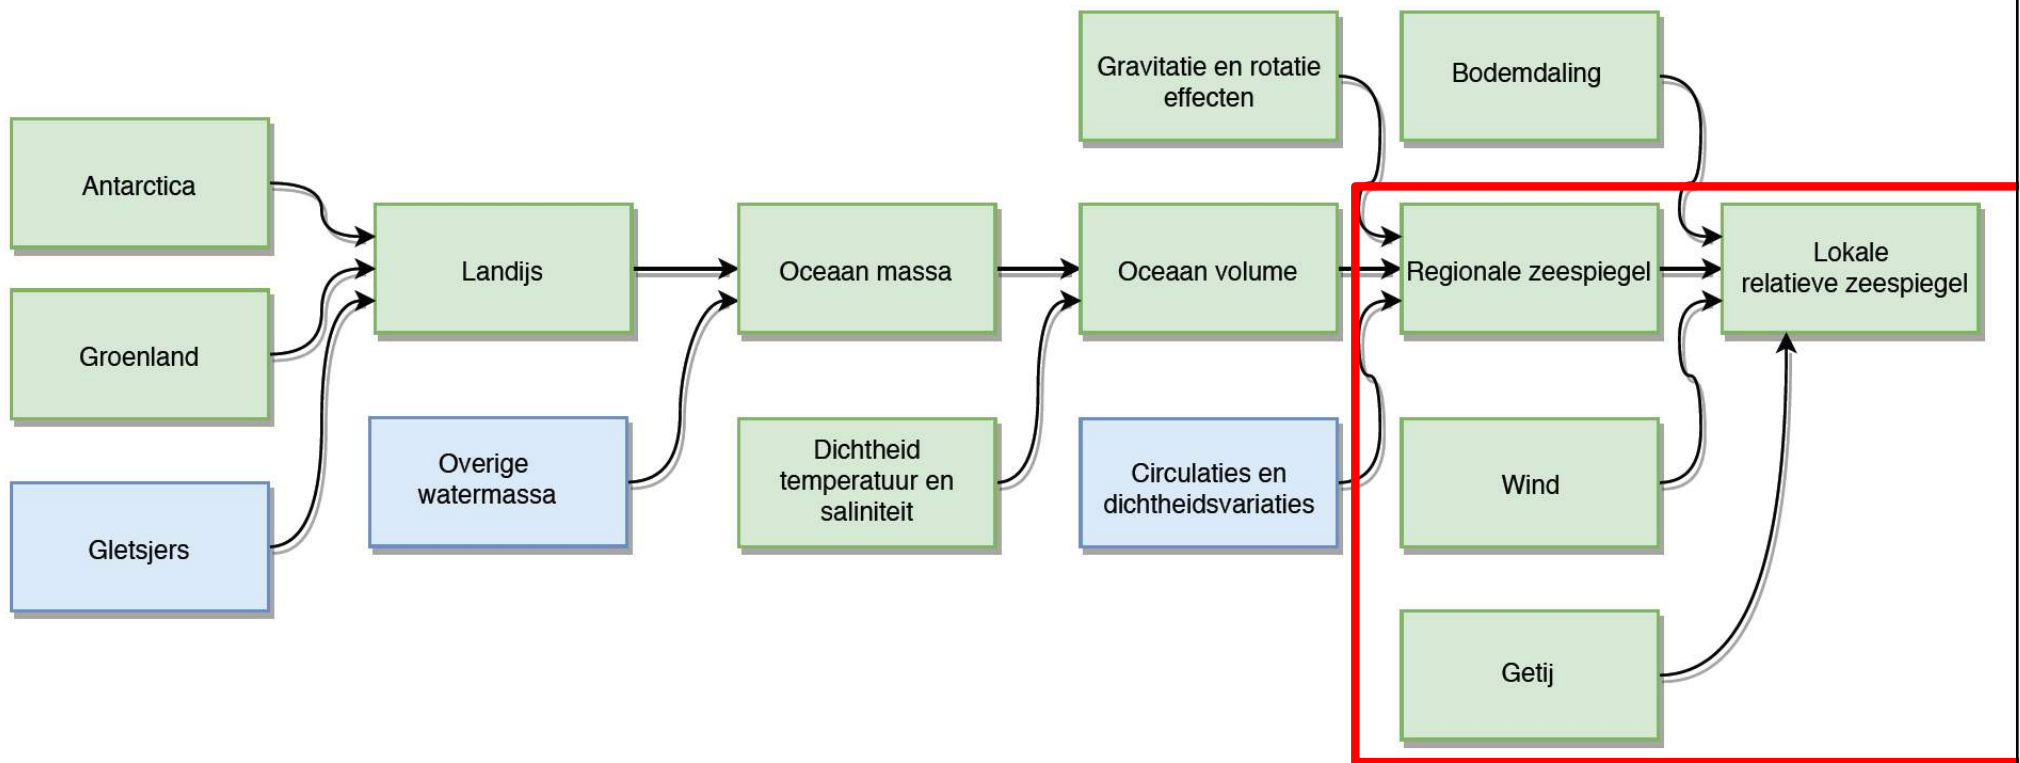 Gravitatie en rotatie
effecten
Bodemdaling
Antarctica
Landijs
Oceaan massa
Oceaan volume
Regionale zeespiegel
Lokale
relatieve zeespiegel
Groenland
Overige
watermassa
Dichtheid
temperatuur en
saliniteit
Circulaties en
dichtheidsvariaties
Wind
Gletsjers
Getij